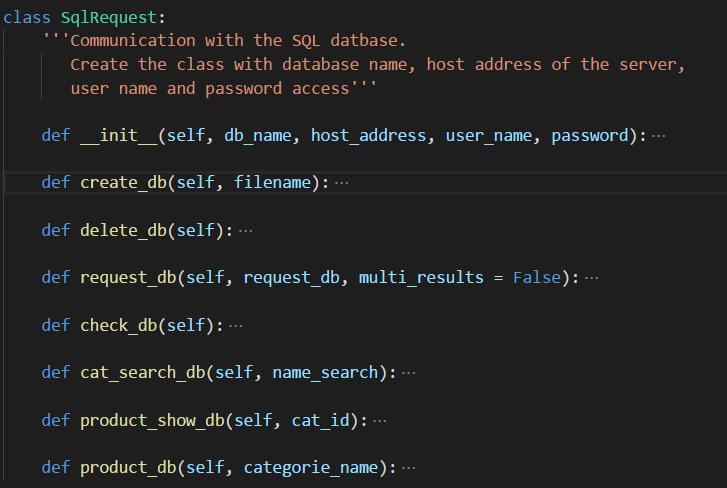 class SqlRequest:
'''Communication with the SQL datbase.
Create the class with database name, host address of the server,
user name and password access'''
def __init__(self, db_name, host_address, user_name, password):···
def create_db(self, filename):···
def delete_db(self):···
def request_db(self, request_db, multi_results = False):···
def check_db(self):···
def cat_search_db(self, name_search):···
def product_show_db(self, cat_id):···
def product_db(self, categorie_name):···